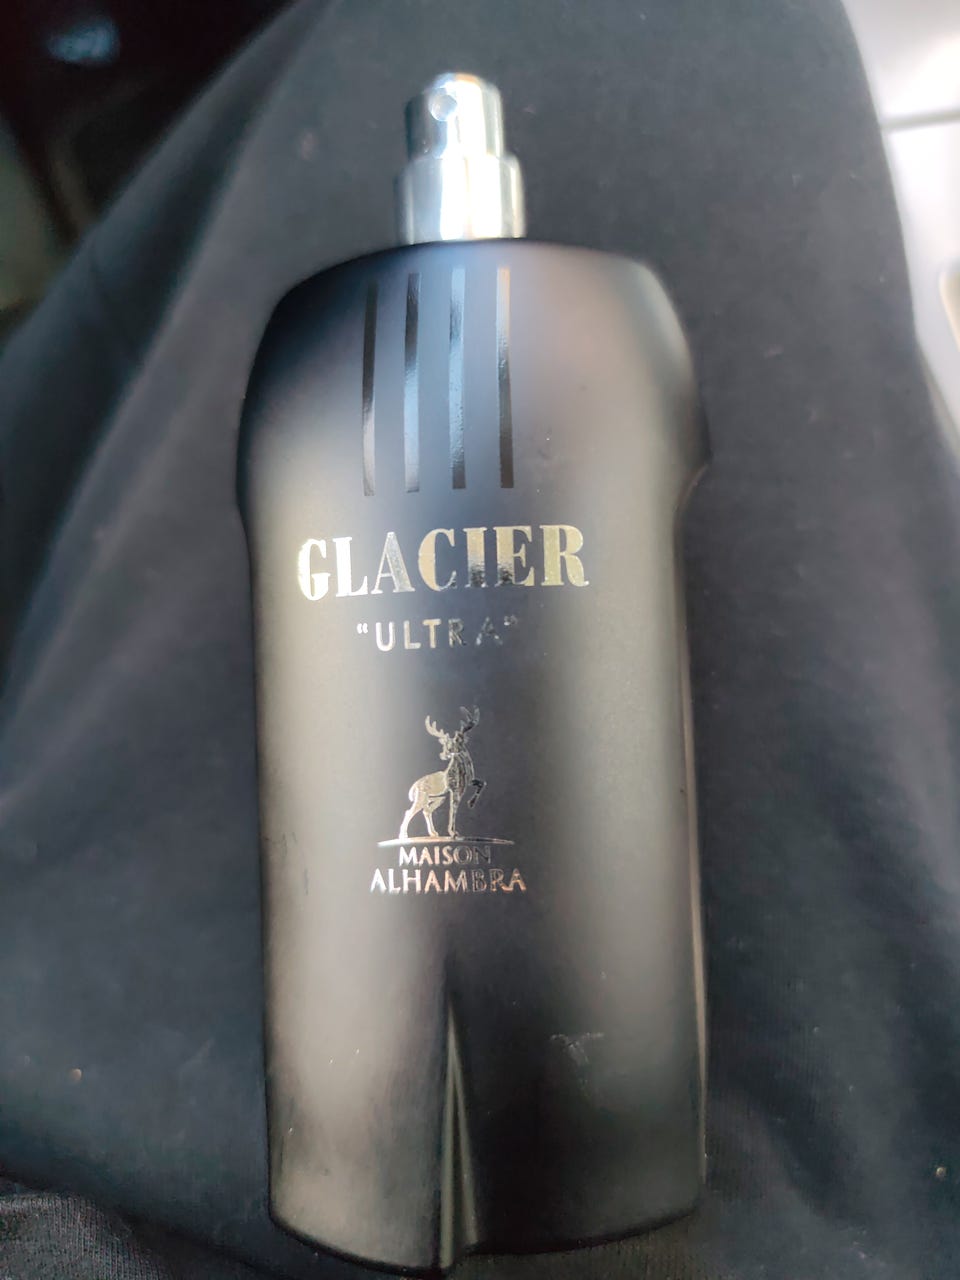 GLACIER
"ULTRA"
MAISON
ALHAMBRA